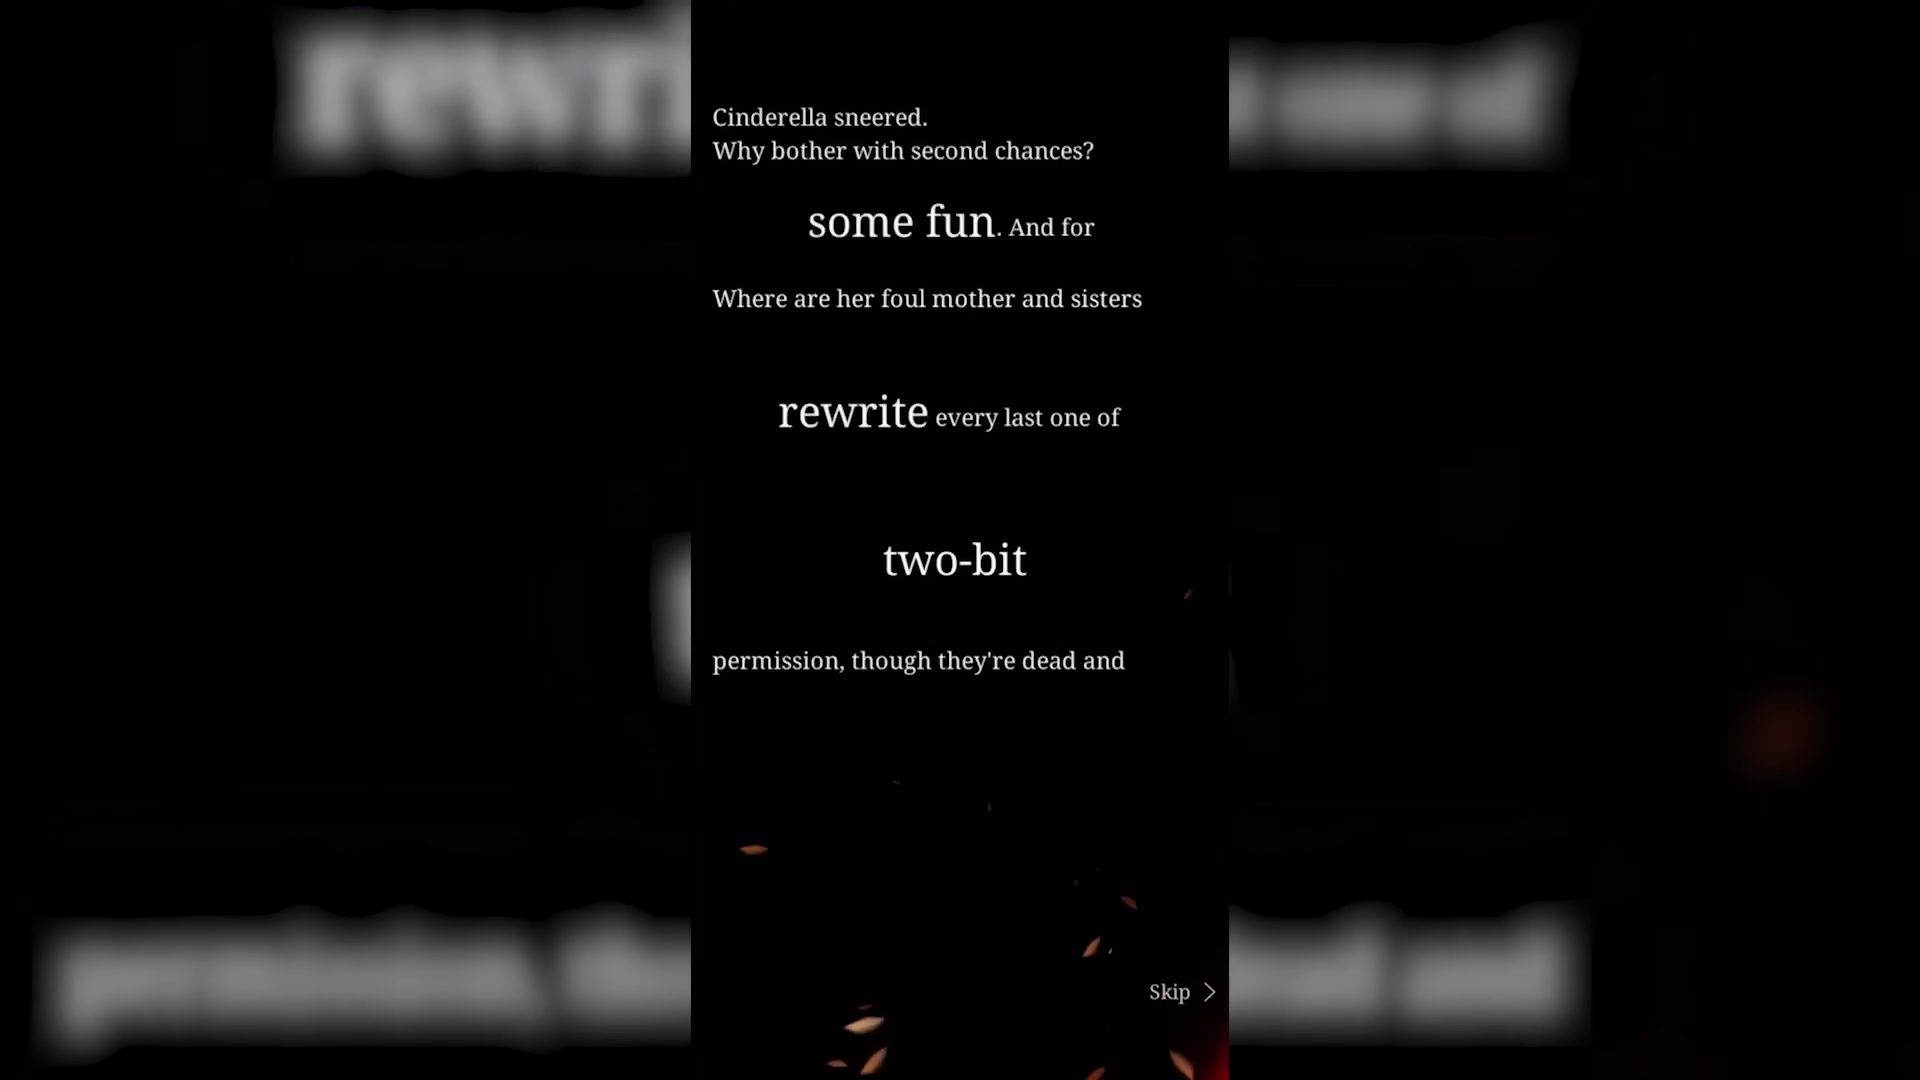 Cinderella sneered.
Why bother with second chances?
some fun. And for
Where are her foul mother and sisters
rewrite every last one of
two-bit
permission, though they're dead and
Skip